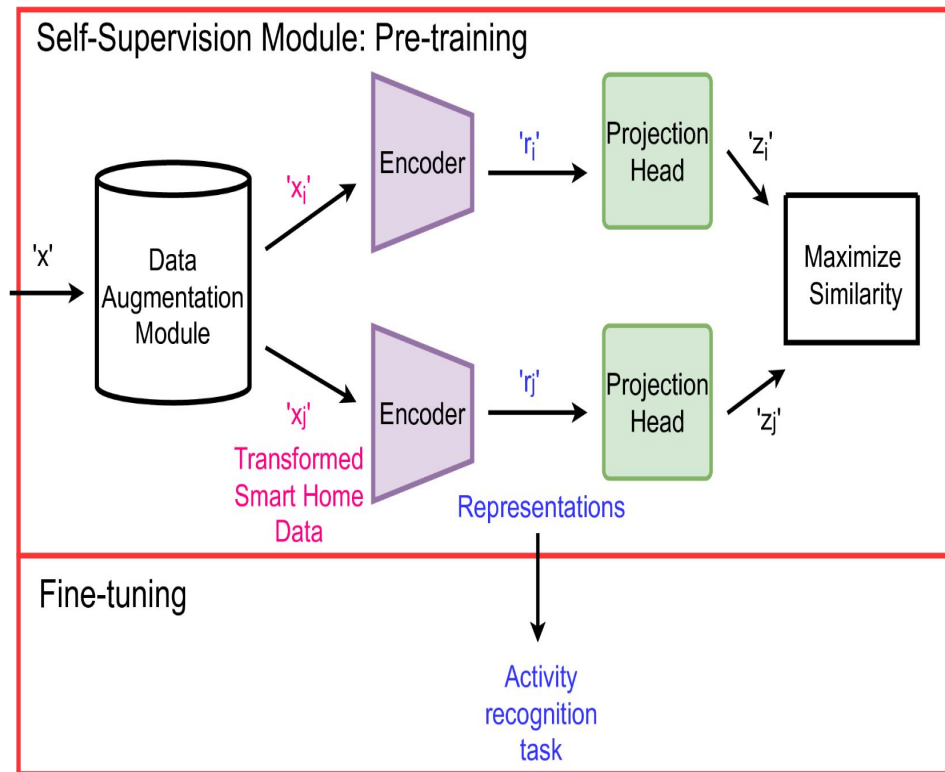 Self-Supervision Module: Pre-training
'x'
Data
Augmentation
Module
'xᵢ'
Encoder
'rᵢ'
Projection
Head
'zᵢ'
Maximize
Similarity
'xⱼ'
Transformed
Smart Home
Data
Encoder
'rⱼ'
Representations
Projection
Head
'zⱼ'
Fine-tuning
Activity
recognition
task